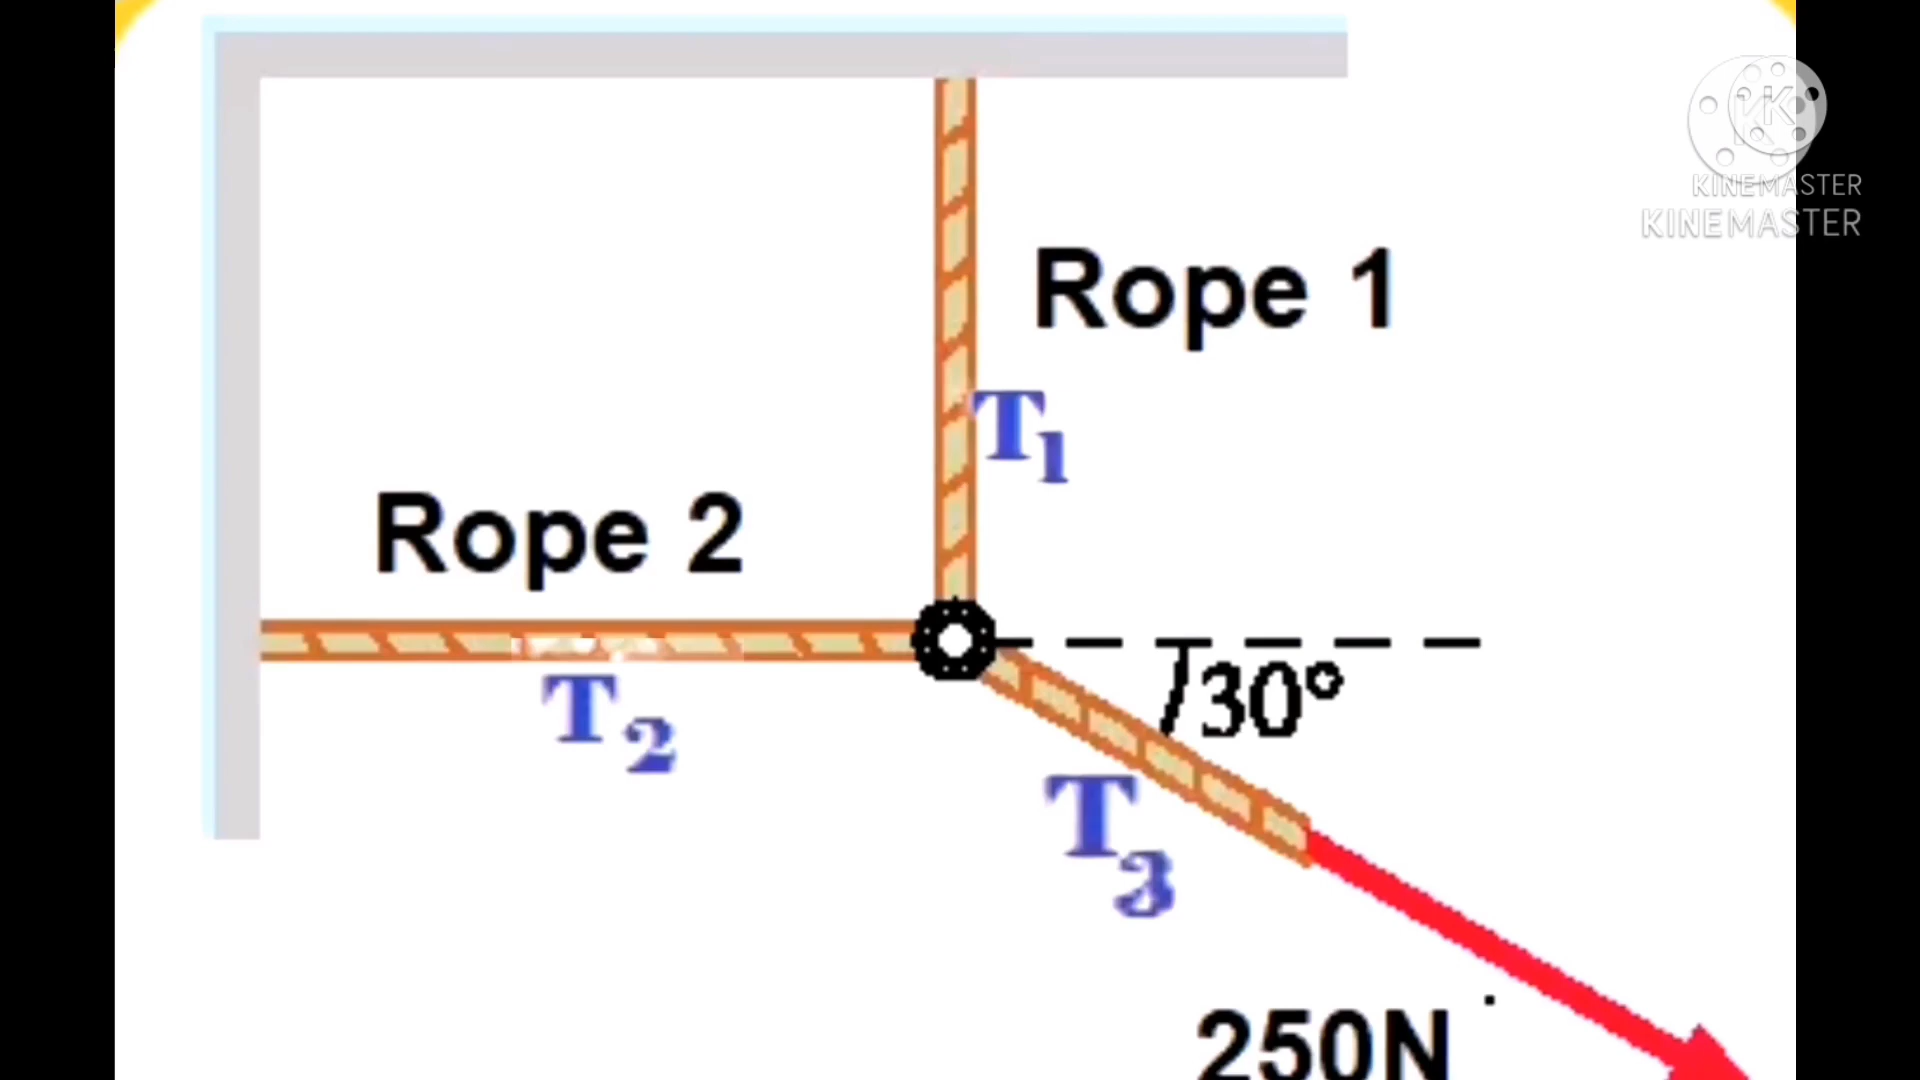 KINEMASTER
KINEMASTER
Rope 1
T1
Rope 2
30°
T2
T3
250N